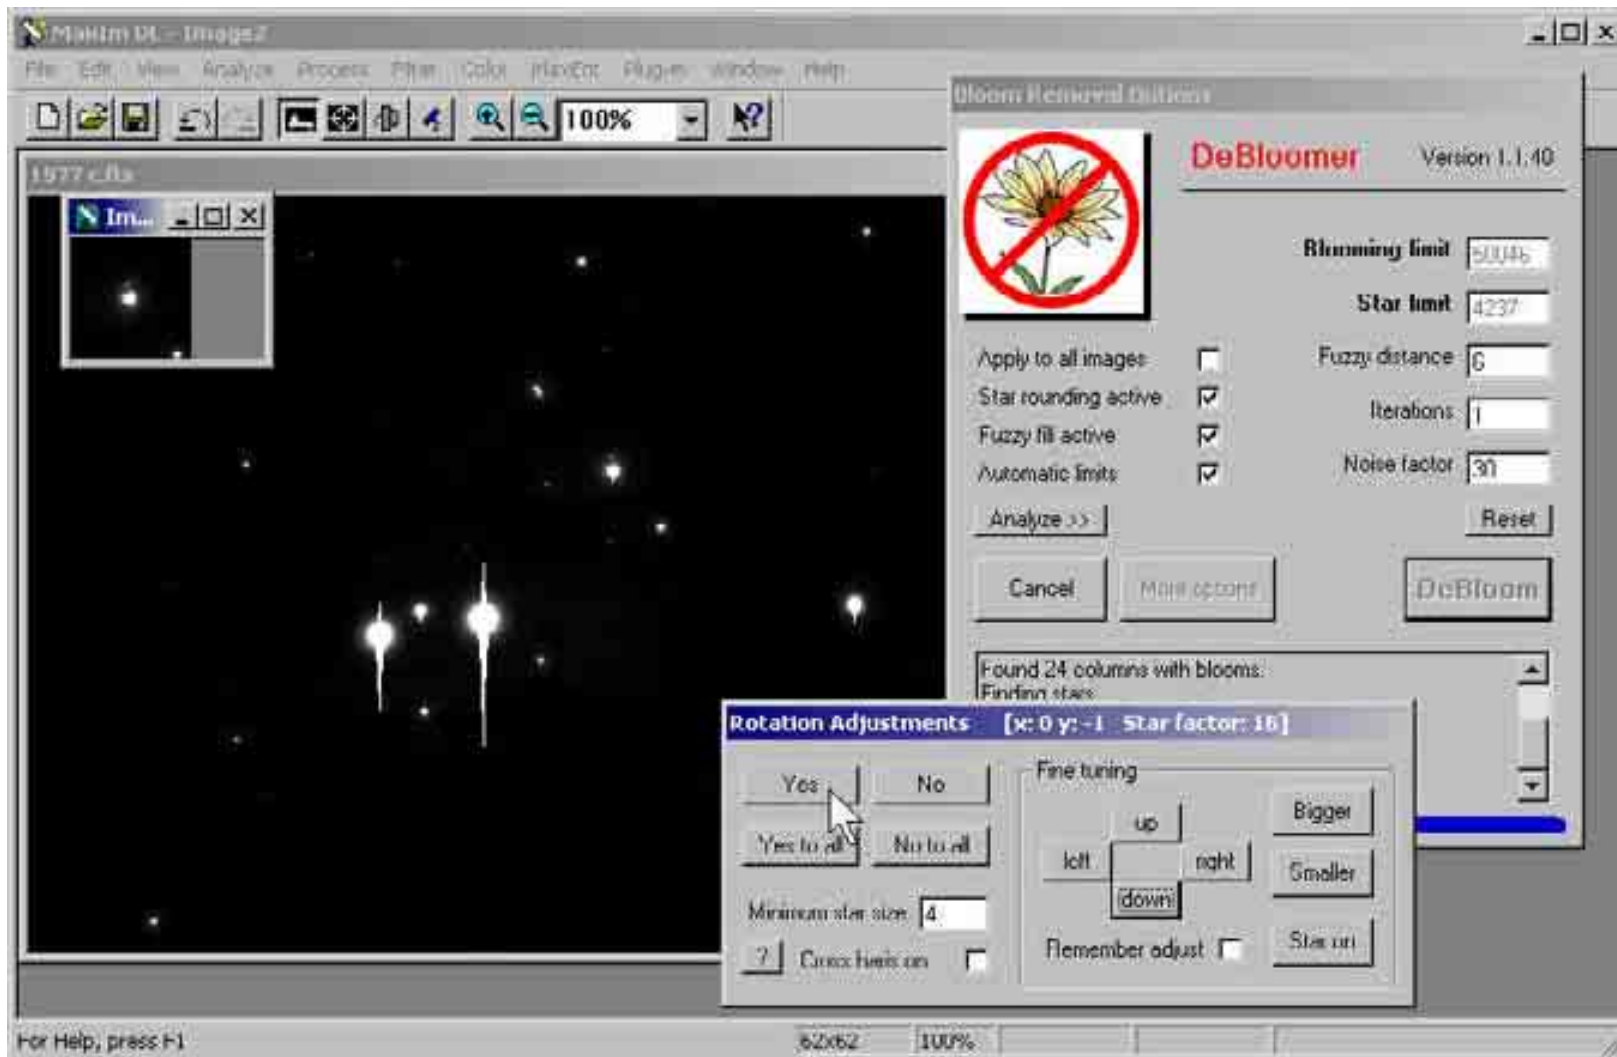 MaxIm DL - Image2
File Edit View Analyze Process Filter Color MaxEnt Plug-in Window Help
100%
1977 c.fts
Im...
Bloom Removal Options
DeBloomer Version 1.1.40
Blooming limit 50046
Star limit 4237
Apply to all images
Fuzzy distance 6
Star rounding active
Iterations 1
Fuzzy fill active
Automatic limits
Noise factor 30
Analyze >>
Reset
Cancel
More options
DeBloom
Found 24 columns with blooms.
Finding stars
Rotation Adjustments [x: 0 y: -1 Star factor: 16]
Yes
No
Yes to all
No to all
Minimum star size 4
?
Cross hairs on
Fine tuning
up
left
right
down
Bigger
Smaller
Remember adjust
Star on
For Help, press F1
62x62
100%